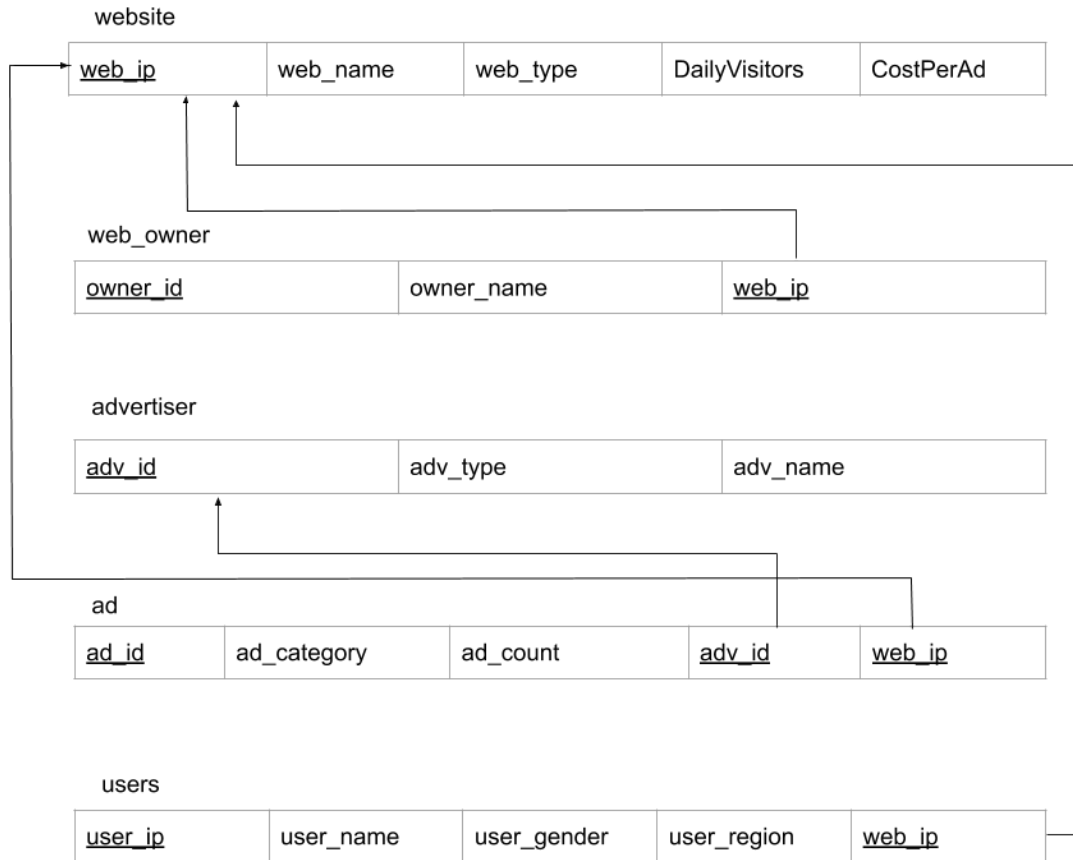 website
web_ip web_name web_type DailyVisitors CostPerAd
web_owner
owner_id owner_name web_ip
advertiser
adv_id adv_type adv_name
ad
ad_id ad_category ad_count adv_id web_ip
users
user_ip user_name user_gender user_region web_ip